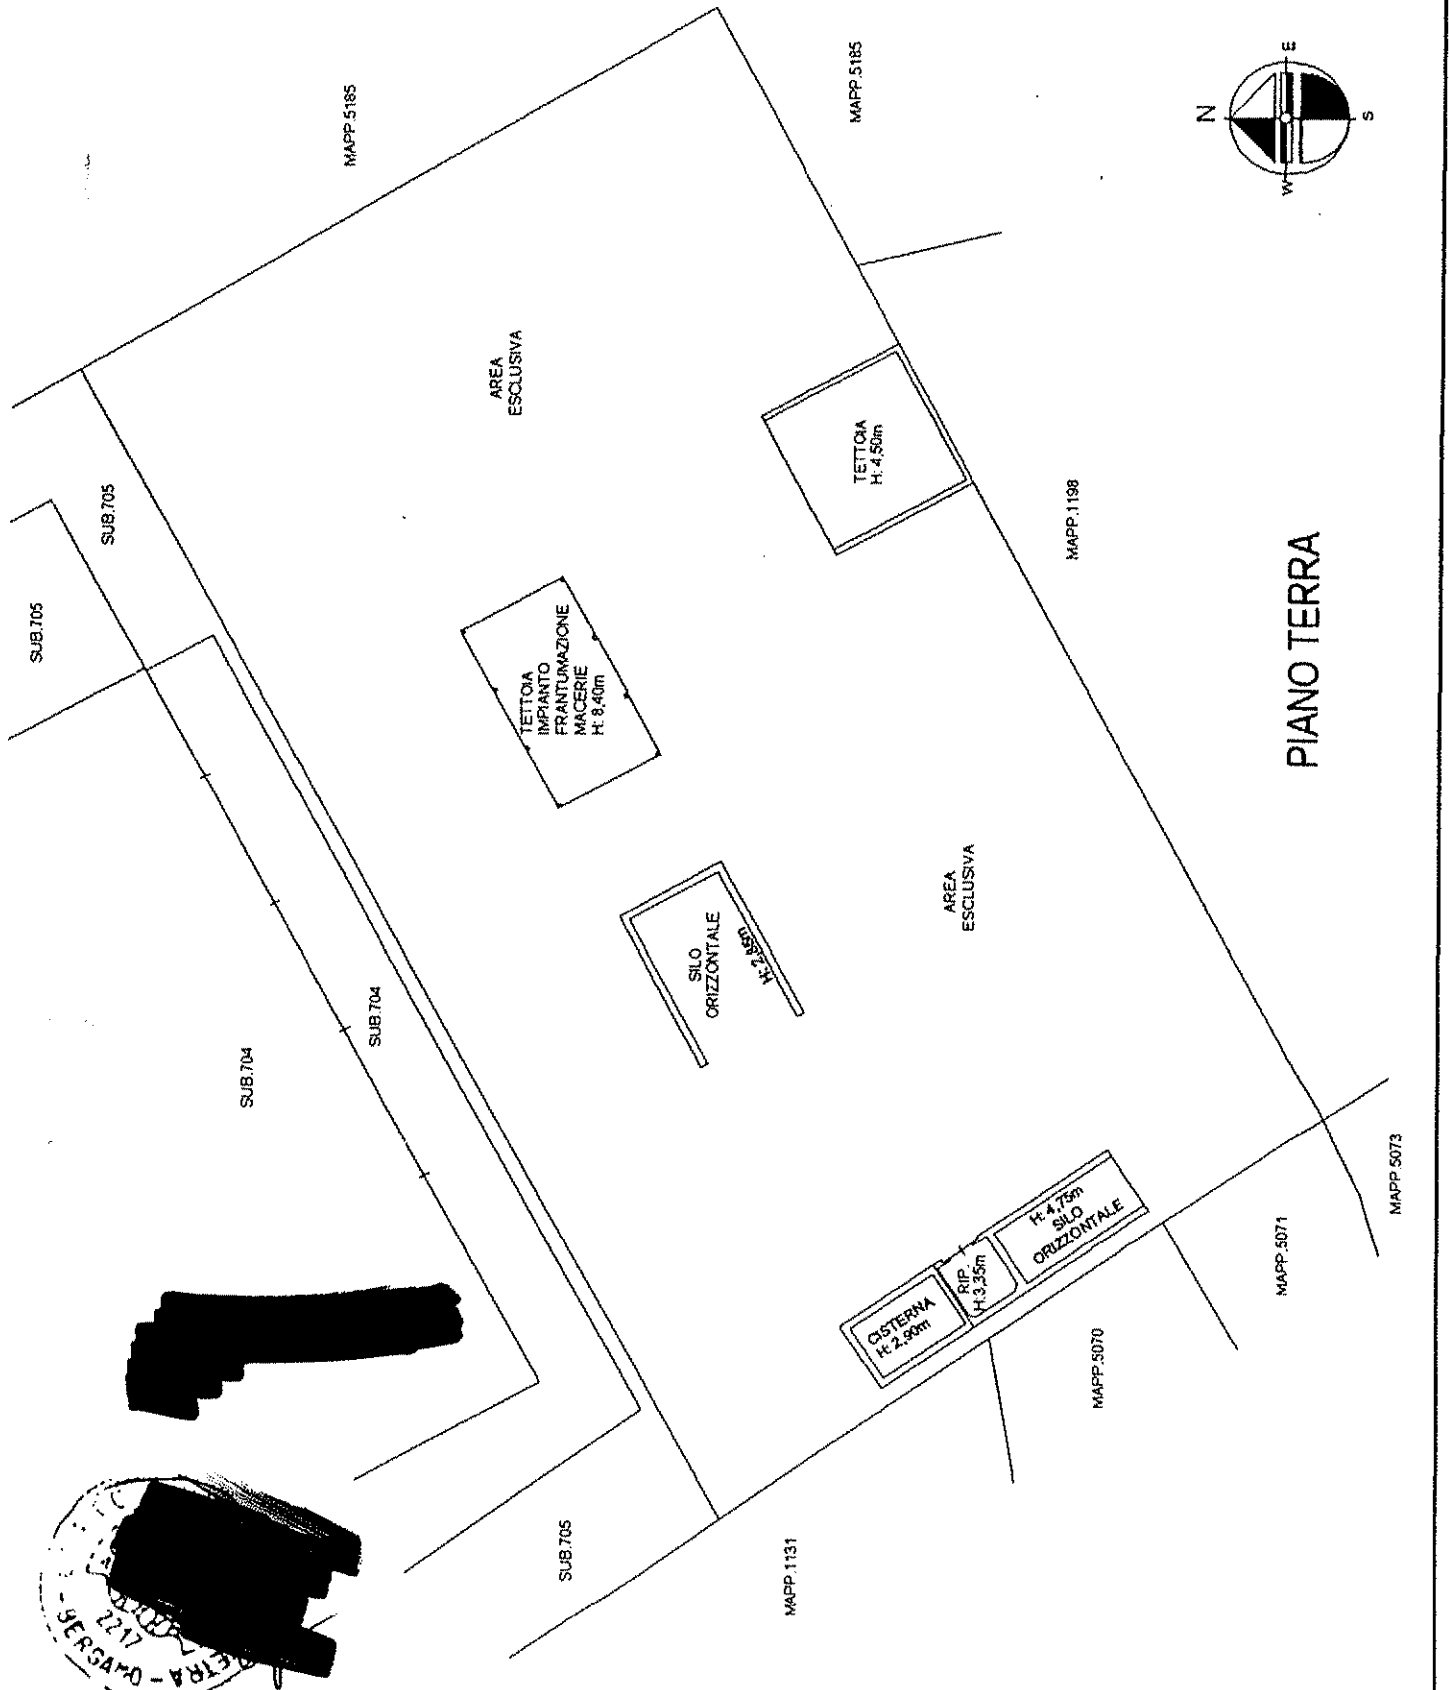 MAPP.5185
MAPP.5185
N
E
W
S
SUB.705
SUB.705
AREA
ESCLUSIVA
TETTOIA
H: 4,50m
MAPP.1198
TETTOIA
IMPIANTO
FRANTUMAZIONE
MACERIE
H: 8,40m
PIANO TERRA
SILO
ORIZZONTALE
AREA
ESCLUSIVA
SUB.704
SUB.704
H: 4,75m
SILO
ORIZZONTALE
RIP.
H:3,35m
CISTERNA
H: 2,90m
MAPP.5073
MAPP.5071
MAPP.5070
SUB.705
MAPP.1131
2217
BERGAMO